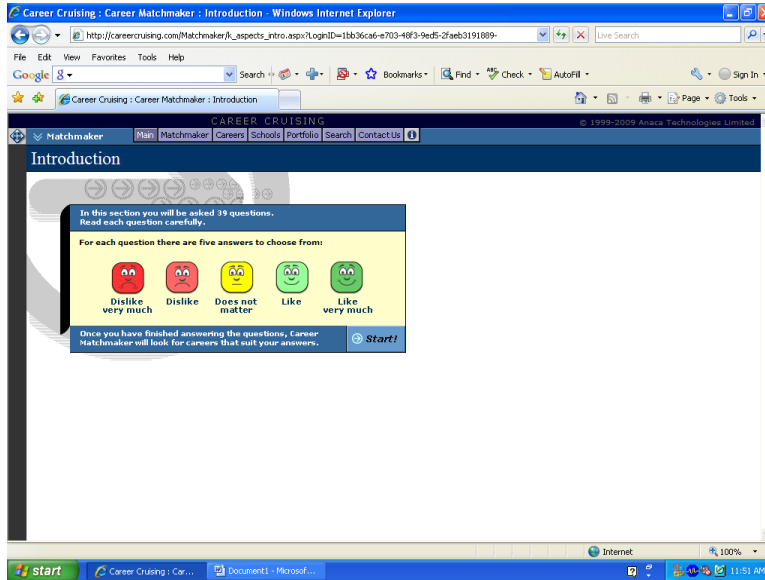 Career Cruising : Career Matchmaker : Introduction - Windows Internet Explorer
http://careercruising.com/Matchmaker/k_aspects_intro.aspx?LoginID=1bb36ca6-e703-48f3-9ed5-2faeb3191889-
Live Search
File Edit View Favorites Tools Help
Google Search Bookmarks Find Check AutoFill Sign In
Career Cruising : Career Matchmaker : Introduction
Page Tools
CAREER CRUISING
© 1999-2009 Anaca Technologies Limited
Matchmaker Main Matchmaker Careers Schools Portfolio Search Contact Us
Introduction
In this section you will be asked 39 questions.
Read each question carefully.
For each question there are five answers to choose from:
Dislike very much
Dislike
Does not matter
Like
Like very much
Once you have finished answering the questions, Career
Matchmaker will look for careers that suit your answers.
Start!
Internet 100%
start Career Cruising : Car... Document1 - Microsof... 11:51 AM